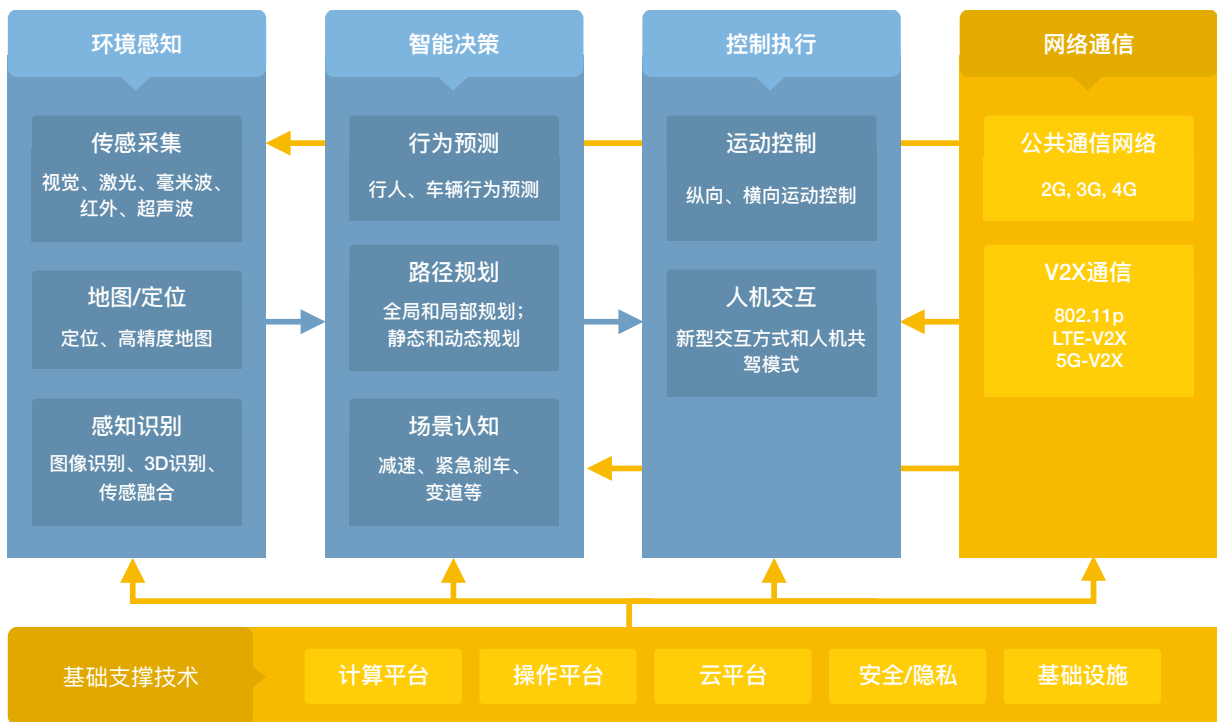 环境感知
传感采集
视觉、激光、毫米波、
红外、超声波
地图/定位
定位、高精度地图
感知识别
图像识别、3D识别、
传感融合
智能决策
行为预测
行人、车辆行为预测
路径规划
全局和局部规划；
静态和动态规划
场景认知
减速、紧急刹车、
变道等
控制执行
运动控制
纵向、横向运动控制
人机交互
新型交互方式和人机共
驾模式
网络通信
公共通信网络
2G, 3G, 4G
V2X通信
802.11p
LTE-V2X
5G-V2X
基础支撑技术
计算平台
操作平台
云平台
安全/隐私
基础设施